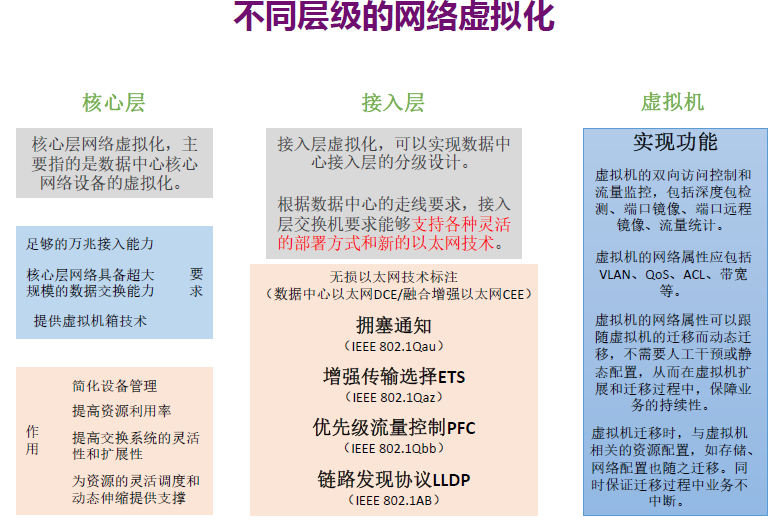 不同层级的网络虚拟化
核心层
核心层网络虚拟化，主
要指的是数据中心核心
网络设备的虚拟化。
足够的万兆接入能力
核心层网络具备超大
规模的数据交换能力
提供虚拟机箱技术
要
求
简化设备管理
提高资源利用率
提高交换系统的灵活
性和扩展性
为资源的灵活调度和
动态伸缩提供支撑
作
用
接入层
接入层虚拟化，可以实现数据中
心接入层的分级设计。
根据数据中心的走线要求，接入
层交换机要求能够支持各种灵活
的部署方式和新的以太网技术。
无损以太网技术标注
（数据中心以太网DCE/融合增强以太网CEE）
拥塞通知
（IEEE 802.1Qau）
增强传输选择ETS
（IEEE 802.1Qaz）
优先级流量控制PFC
（IEEE 802.1Qbb）
链路发现协议LLDP
（IEEE 802.1AB）
虚拟机
实现功能
虚拟机的双向访问控制和
流量监控，包括深度包检
测、端口镜像、端口远程
镜像、流量统计。
虚拟机的网络属性应包括
VLAN、QoS、ACL、带宽
等。
虚拟机的网络属性可以跟
随虚拟机的迁移而动态迁
移，不需要人工干预或静
态配置，从而在虚拟机扩
展和迁移过程中，保障业
务的持续性。
虚拟机迁移时，与虚拟机
相关的资源配置，如存储、
网络配置也随之迁移。同
时保证迁移过程中业务不
中断。